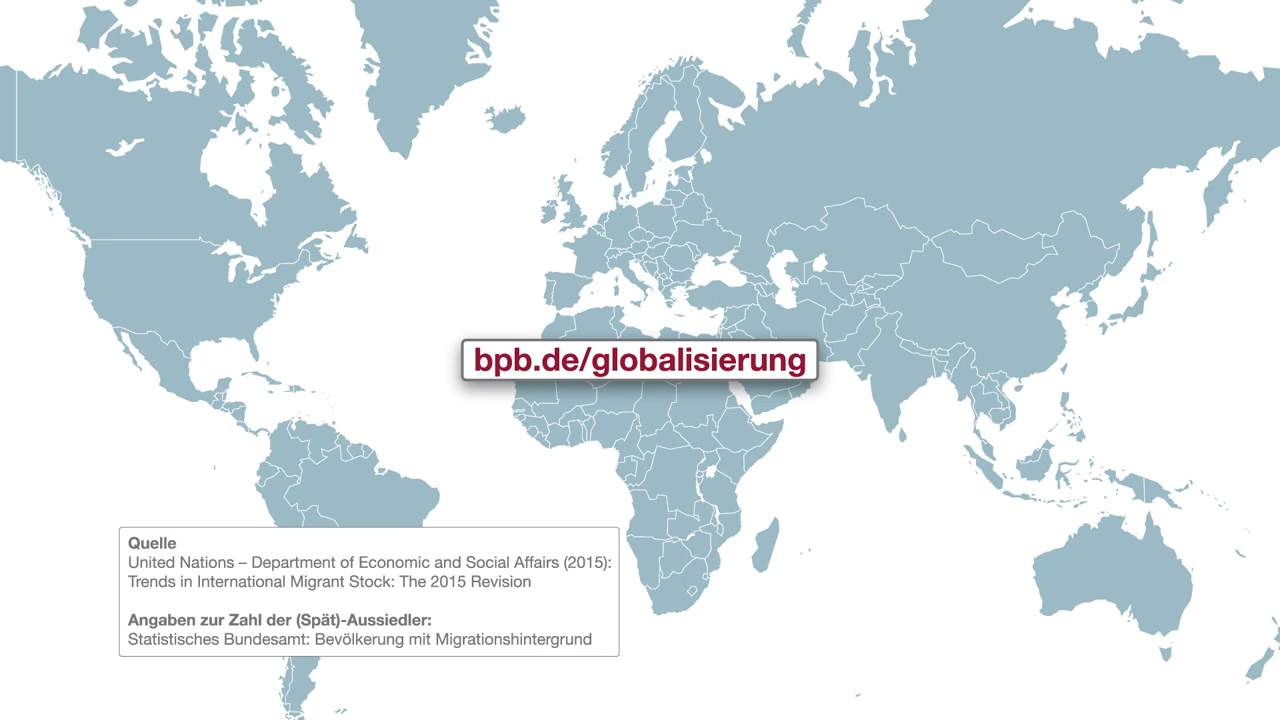 bpb.de/globalisierung
Quelle
United Nations – Department of Economic and Social Affairs (2015):
Trends in International Migrant Stock: The 2015 Revision
Angaben zur Zahl der (Spät)-Aussiedler:
Statistisches Bundesamt: Bevölkerung mit Migrationshintergrund